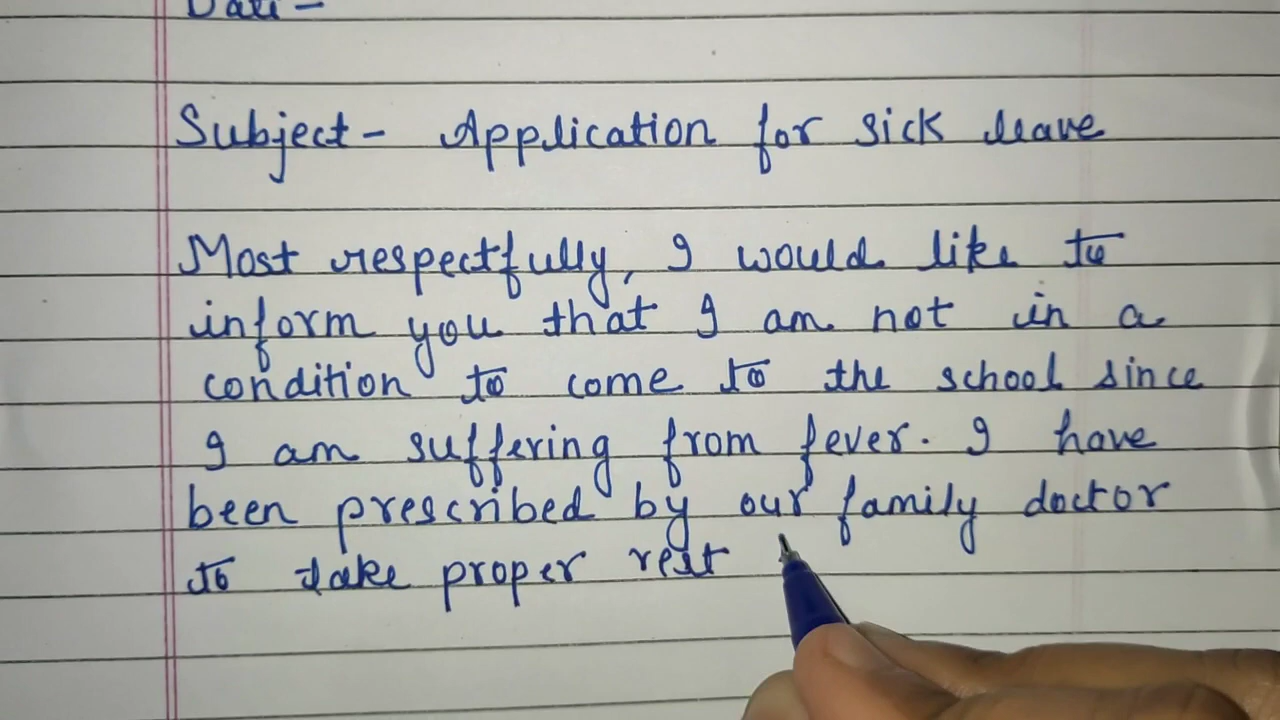 Date -
Subject - Application for sick leave
Most respectfully, I would like to
inform you that I am not in a
condition to come to the school since
I am suffering from fever. I have
been prescribed by our family doctor
to take proper rest